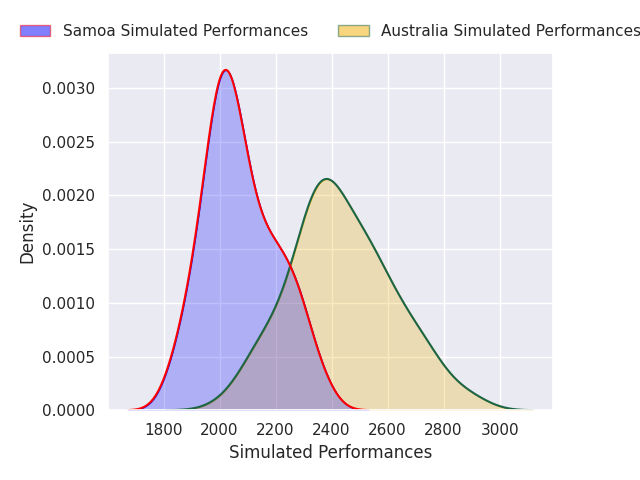 Samoa Simulated Performances
Australia Simulated Performances
0.0030
0.0025
0.0020
0.0015
0.0010
0.0005
0.0000
Density
1800 2000 2200 2400 2600 2800 3000
Simulated Performances